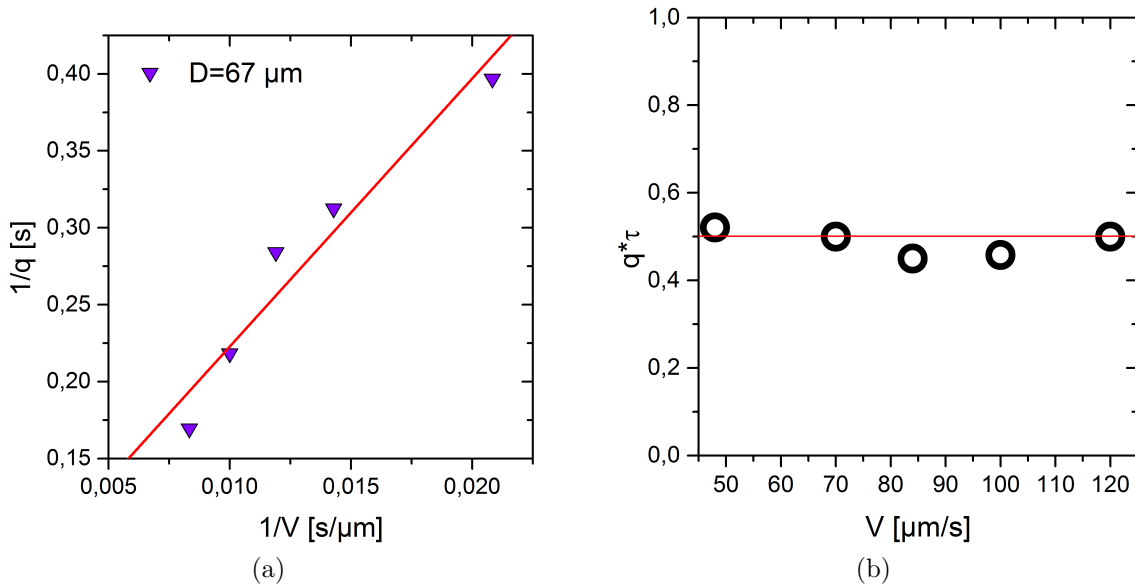 D=67 µm
0,40
0,35
0,30
0,25
0,20
0,15
1/q [s]
0,005 0,010 0,015 0,020
1/V [s/µm]
(a)
1,0
0,8
0,6
0,4
0,2
0,0
q*τ
50 60 70 80 90 100 110 120
V [µm/s]
(b)